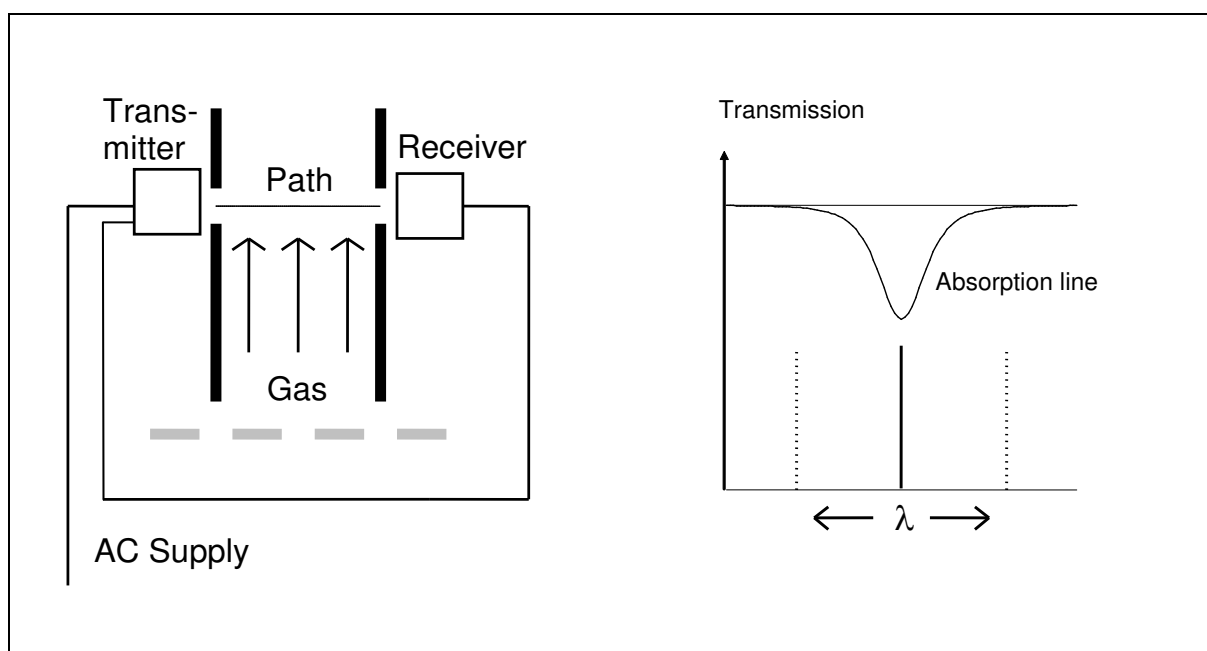 Trans-
mitter
Receiver
Path
Gas
AC Supply
Transmission
Absorption line
λ